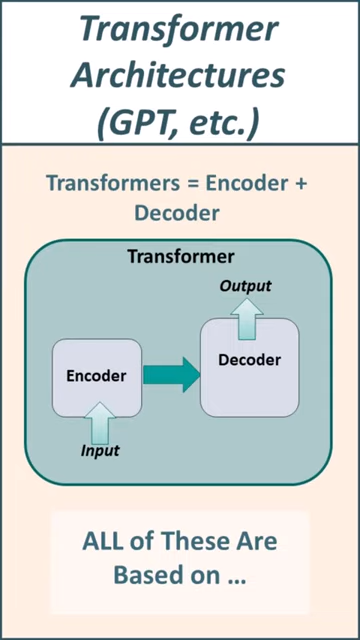 Transformer
Architectures
(GPT, etc.)
Transformers = Encoder +
Decoder
Transformer
Output
Decoder
Encoder
Input
ALL of These Are
Based on ...